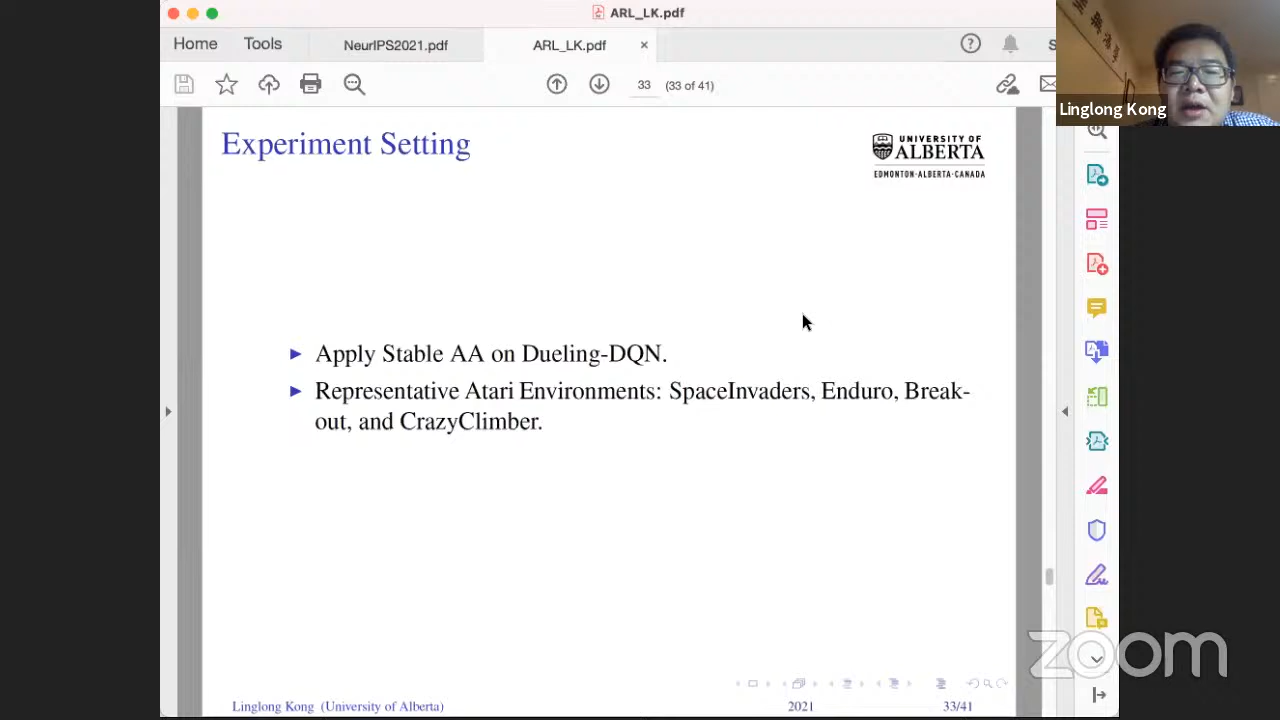 ARL_LK.pdf
Home
Tools
NeurIPS2021.pdf
ARL_LK.pdf
33
(33 of 41)
Linglong Kong
Experiment Setting
UNIVERSITY OF
ALBERTA
EDMONTON·ALBERTA·CANADA
Apply Stable AA on Dueling-DQN.
Representative Atari Environments: SpaceInvaders, Enduro, Break-
out, and CrazyClimber.
zoom
Linglong Kong (University of Alberta)
2021
33/41